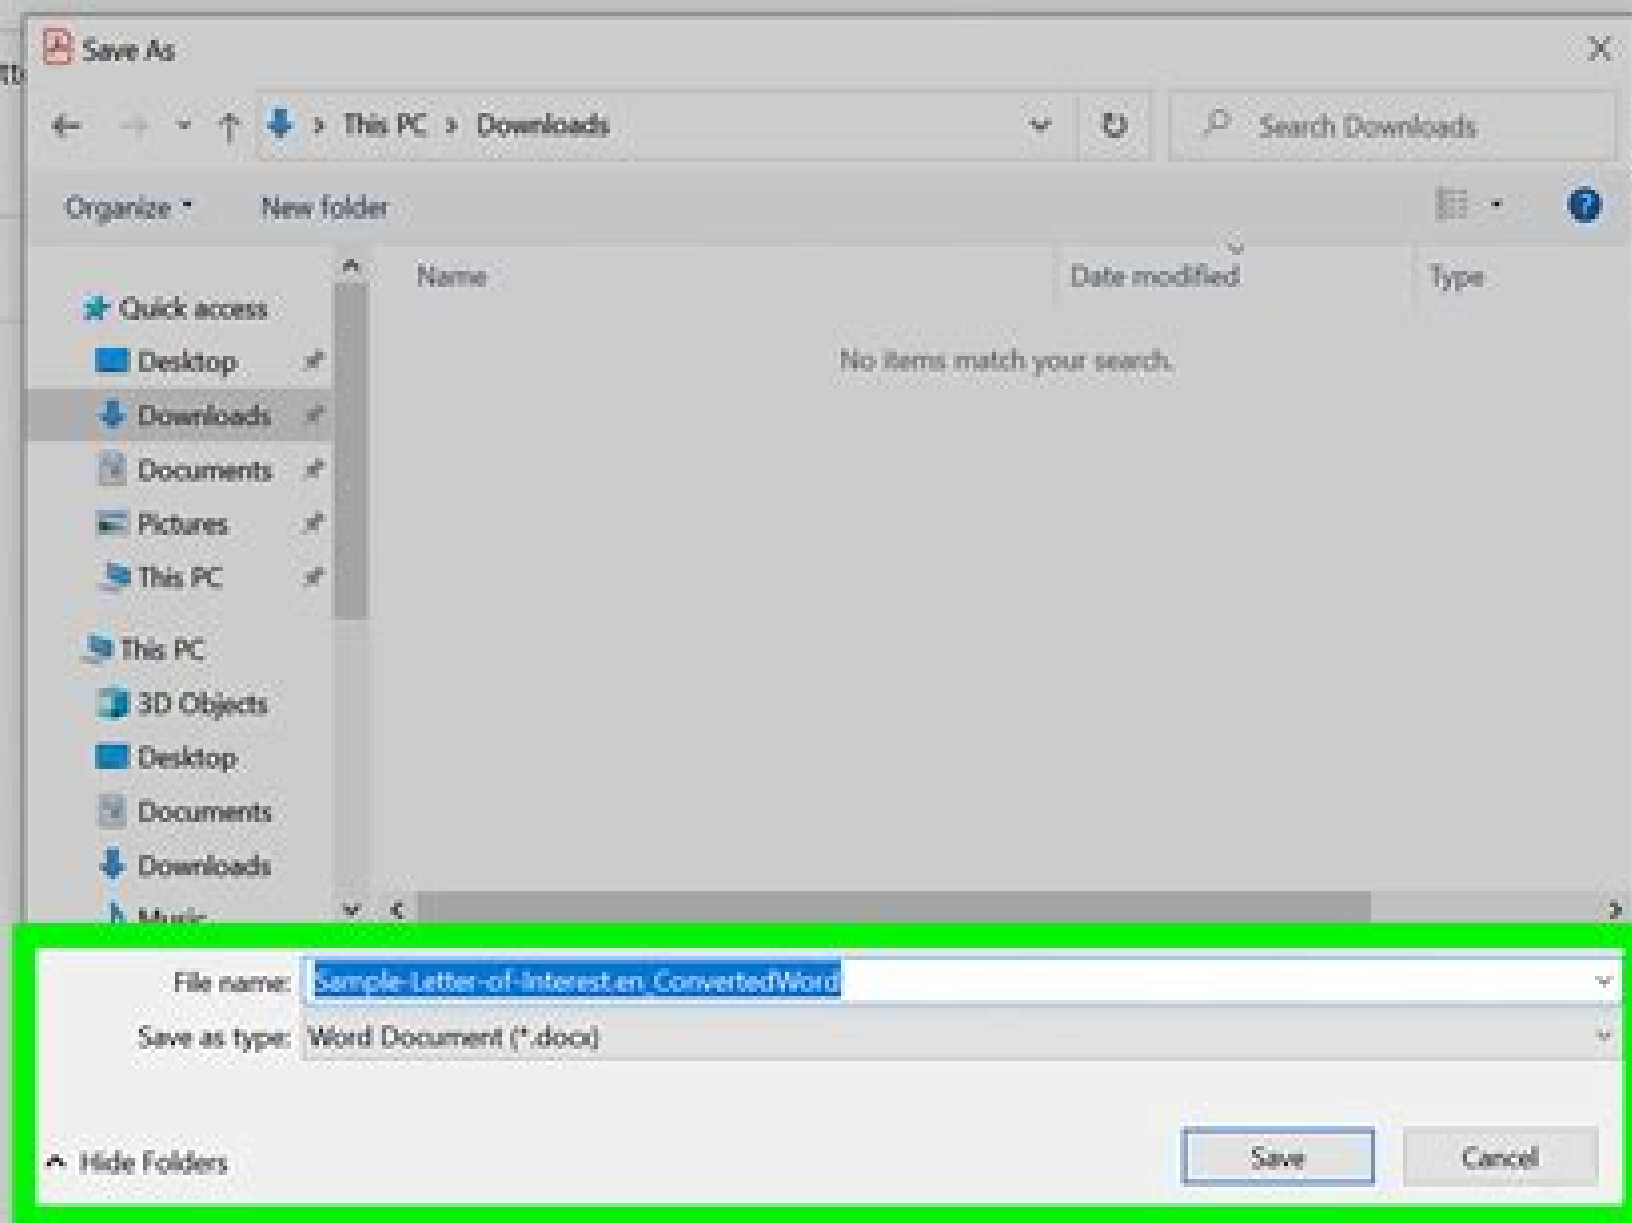 Save As
tt
This PC > Downloads
Search Downloads
Organize
New folder
Name
Date modified
Type
No items match your search.
Quick access
Desktop
Downloads
Documents
Pictures
This PC
This PC
3D Objects
Desktop
Documents
Downloads
Music
File name: Sample-Letter-of-Interest.en_ConvertedWord
Save as type: Word Document (*.docx)
Hide Folders
Save
Cancel